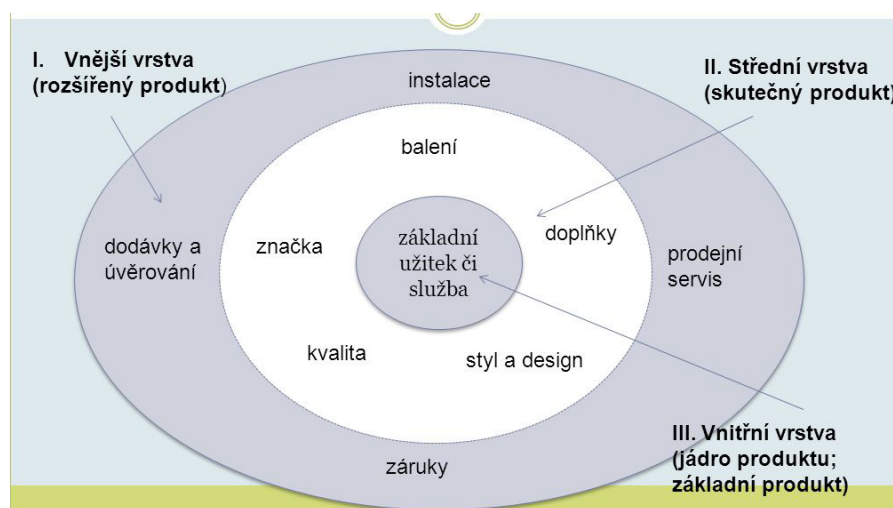 I. Vnější vrstva
(rozšířený produkt)
II. Střední vrstva
(skutečný produkt)
instalace
balení
značka
základní
užitek či
služba
doplňky
dodávky a
úvěrování
prodejní
servis
kvalita
styl a design
záruky
III. Vnitřní vrstva
(jádro produktu;
základní produkt)